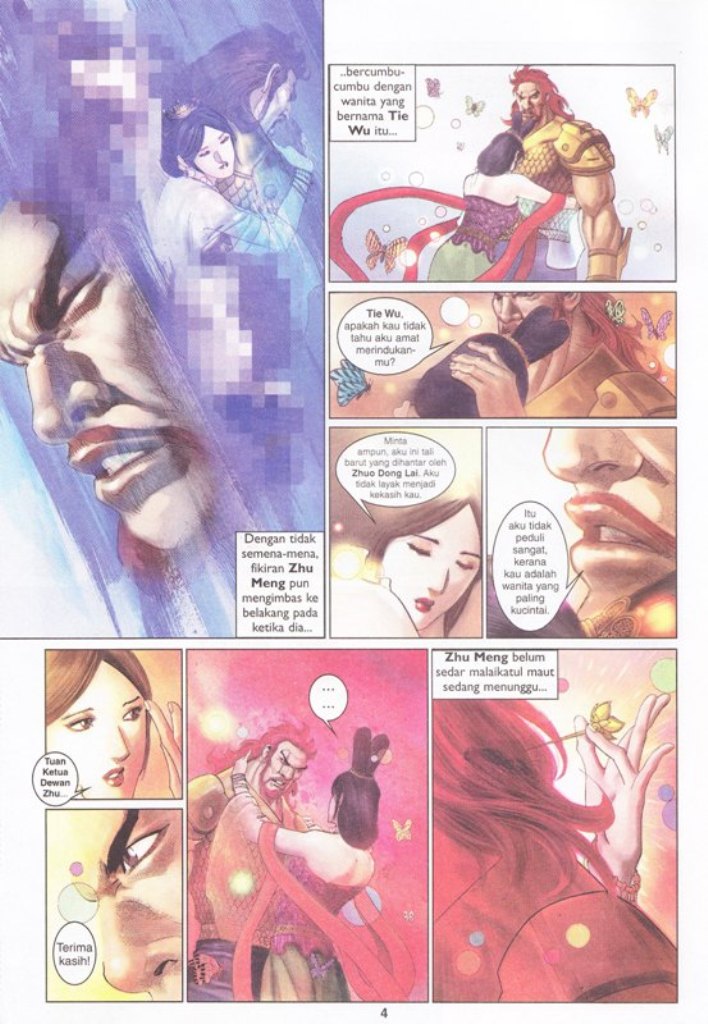 Dengan tidak
semena-mena,
fikiran Zhu
Meng pun
mengimbas ke
belakang pada
ketika dia...
..bercumbu-
cumbu dengan
wanita yang
bernama Tie
Wu itu...
Tie Wu,
apakah kau tidak
tahu aku amat
merindukan-
mu?
Minta
ampun, aku ini tali
barut yang dihantar oleh
Zhuo Dong Lai. Aku
tidak layak menjadi
kekasih kau.
Itu
aku tidak
peduli
sangat,
kerana
kau adalah
wanita yang
paling
kucintai.
Tuan
Ketua
Dewan
Zhu...
Terima
kasih!
...
...
Zhu Meng belum
sedar malaikatul maut
sedang menunggu...
4